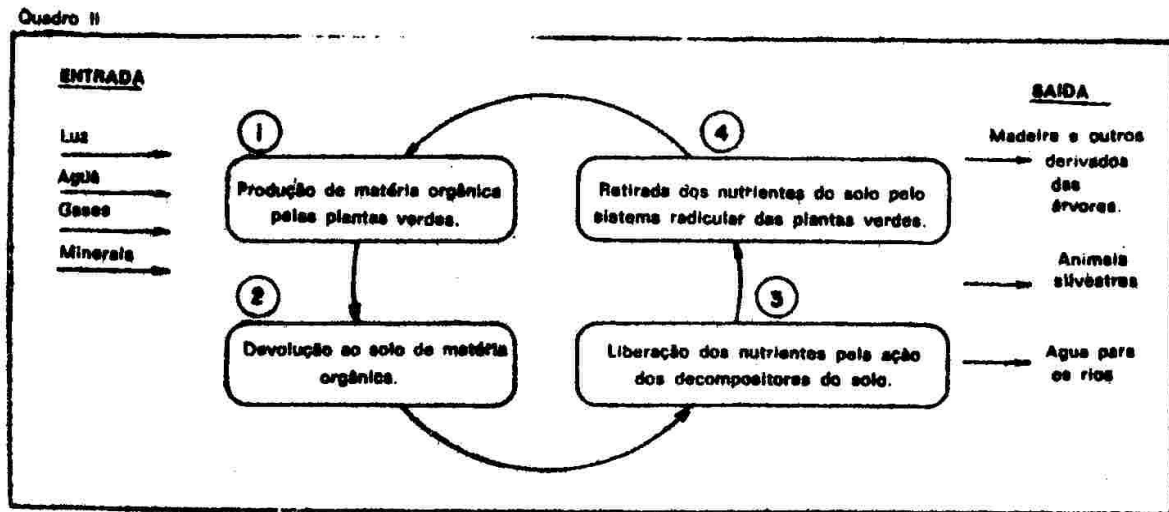 Quadro II
ENTRADA
Luz
Agua
Gases
Minerais
1
Produção de matéria orgânica
pelas plantas verdes.
2
Devolução ao solo de matéria
orgânica.
4
Retirada dos nutrientes do solo pelo
sistema radicular das plantas verdes.
3
Liberação dos nutrientes pela ação
dos decompositores do solo.
SAIDA
Madeira e outros
derivados
das
árvores.
Animais
silvestres
Agua para
os rios